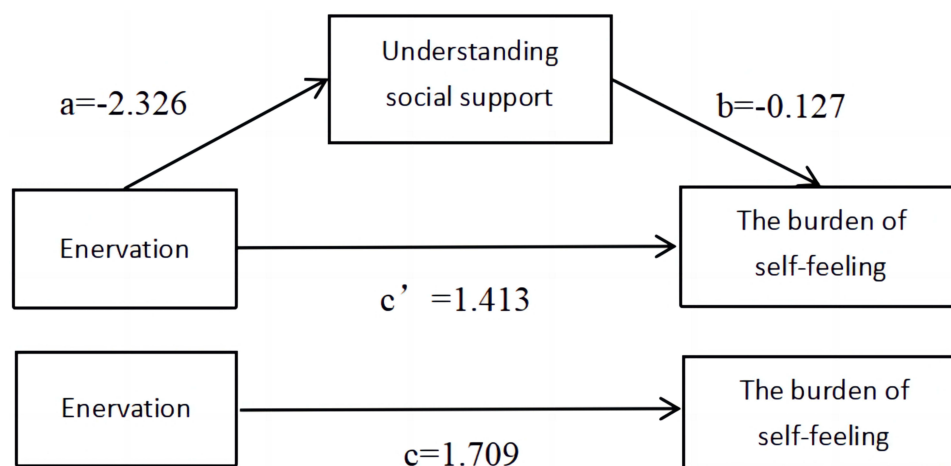 Understanding
social support
a=-2.326
b=-0.127
Enervation
The burden of
self-feeling
c’=1.413
Enervation
The burden of
self-feeling
c=1.709